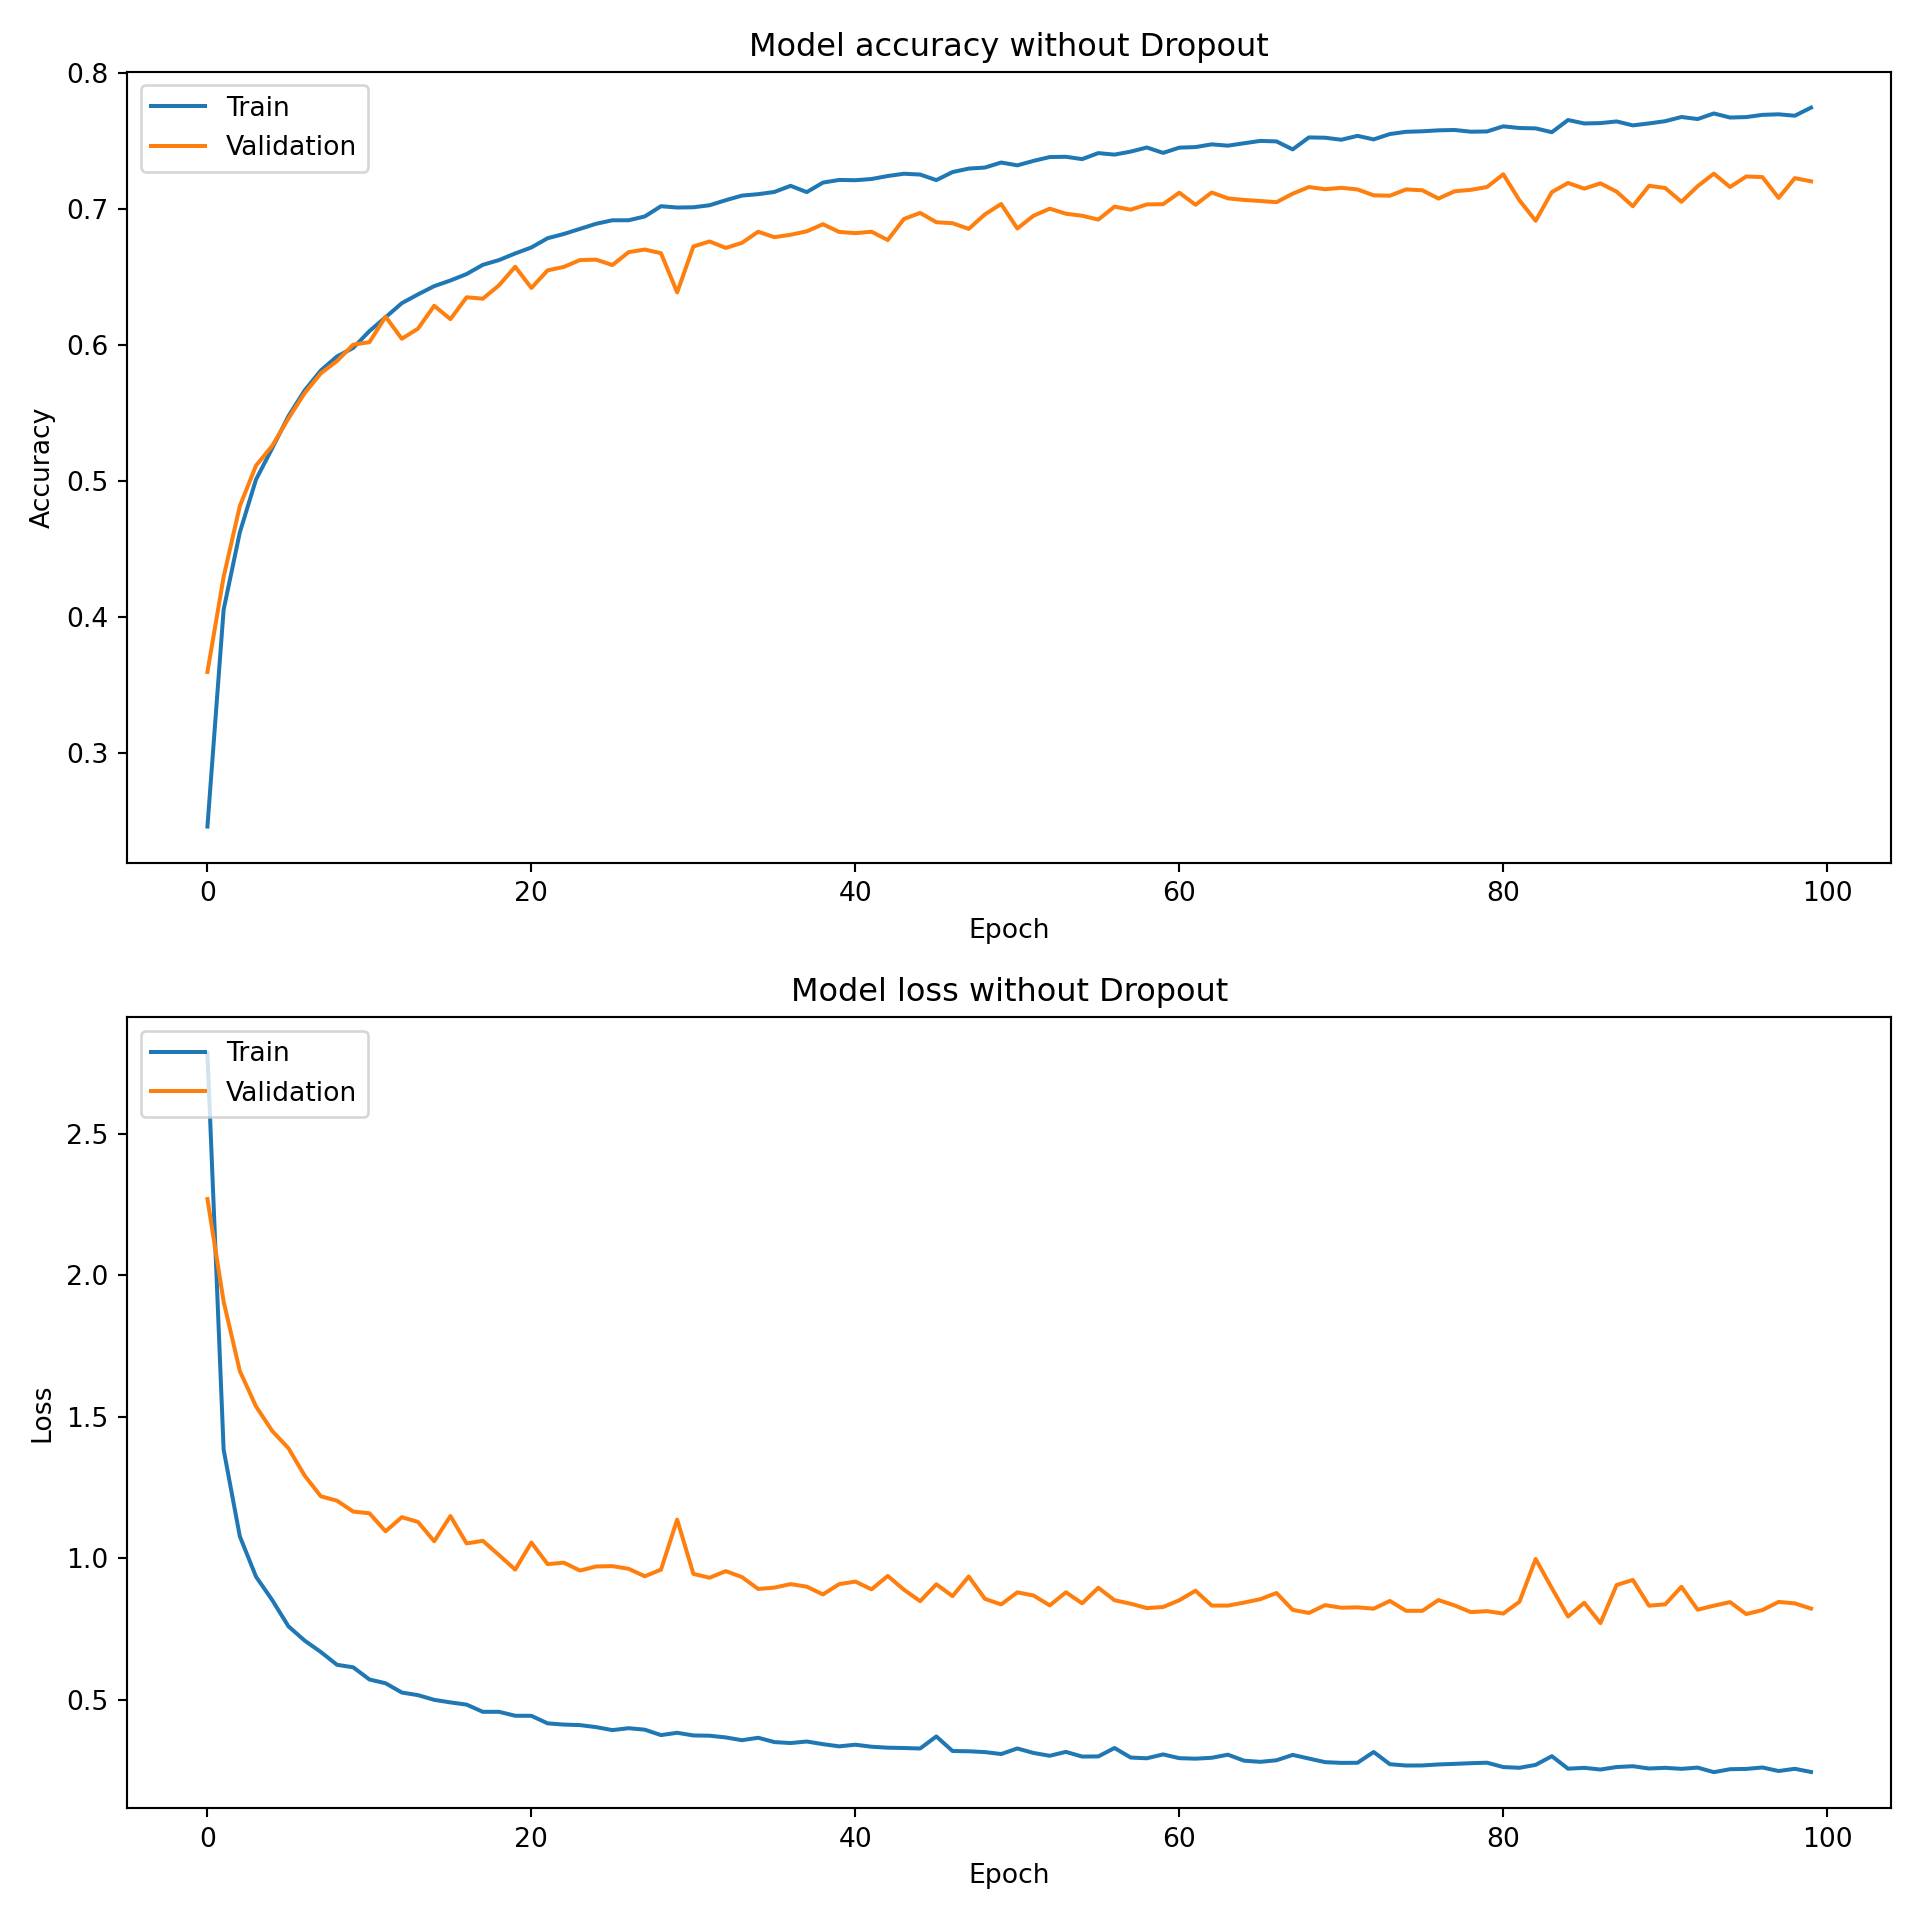 Model accuracy without Dropout
Train
Validation
0.8
0.7
0.6
0.5
0.4
0.3
Accuracy
0 20 40 60 80 100
Epoch
Model loss without Dropout
Train
Validation
2.5
2.0
1.5
1.0
0.5
Loss
0 20 40 60 80 100
Epoch